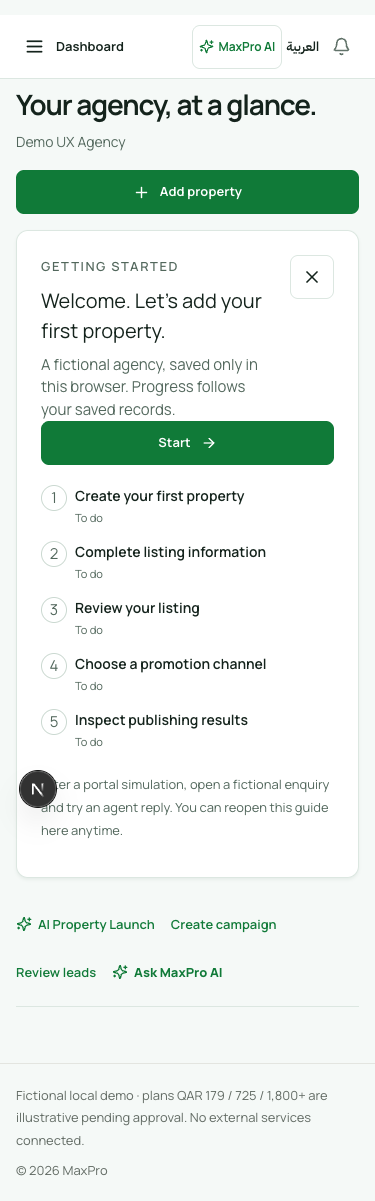 Dashboard
MaxPro AI
العربية
Your agency, at a glance.
Demo UX Agency
Add property
GETTING STARTED
Welcome. Let's add your
first property.
A fictional agency, saved only in
this browser. Progress follows
your saved records.
Start
1 Create your first property
To do
2 Complete listing information
To do
3 Review your listing
To do
4 Choose a promotion channel
To do
5 Inspect publishing results
To do
N
a portal simulation, open a fictional enquiry
and try an agent reply. You can reopen this guide
here anytime.
AI Property Launch Create campaign
Review leads Ask MaxPro AI
Fictional local demo · plans QAR 179 / 725 / 1,800+ are
illustrative pending approval. No external services
connected.
© 2026 MaxPro